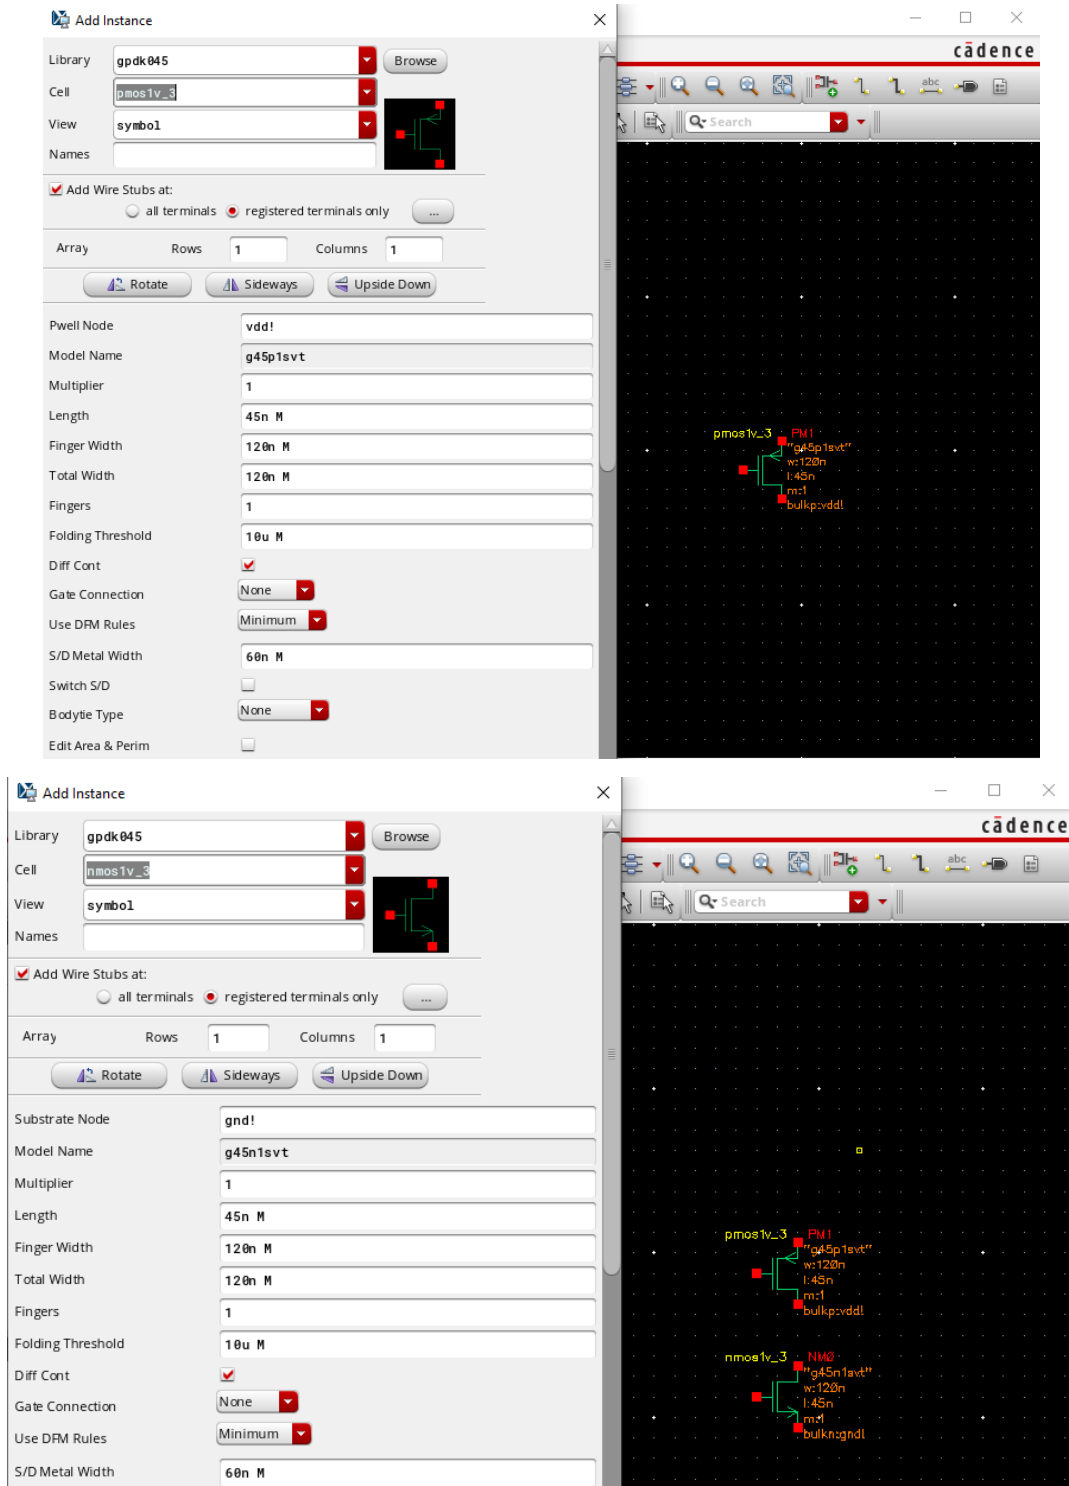 Add Instance
cādence
Library gpdk045 Browse
Cell pmos1v_3
View symbol
Names
Search
Add Wire Stubs at:
all terminals registered terminals only ...
Array Rows 1 Columns 1
Rotate Sideways Upside Down
Pwell Node vdd!
Model Name g45p1svt
Multiplier 1
Length 45n M
Finger Width 120n M
Total Width 120n M
Fingers 1
Folding Threshold 10u M
Diff Cont
Gate Connection None
Use DFM Rules Minimum
S/D Metal Width 60n M
Switch S/D
Bodytie Type None
Edit Area & Perim
abc
pmos1v_3 PM1
"g45p1svt"
w:120n
l:45n
m:1
bulkp:vdd!
Add Instance
cādence
Library gpdk045 Browse
Cell nmos1v_3
View symbol
Names
Search
Add Wire Stubs at:
all terminals registered terminals only ...
Array Rows 1 Columns 1
Rotate Sideways Upside Down
Substrate Node gnd!
Model Name g45n1svt
Multiplier 1
Length 45n M
Finger Width 120n M
Total Width 120n M
Fingers 1
Folding Threshold 10u M
Diff Cont
Gate Connection None
Use DFM Rules Minimum
S/D Metal Width 60n M
abc
pmos1v_3 PM1
"g45p1svt"
w:120n
l:45n
m:1
bulkp:vdd!
nmos1v_3 NM0
"g45n1svt"
w:120n
l:45n
m:1
bulkn:gnd!